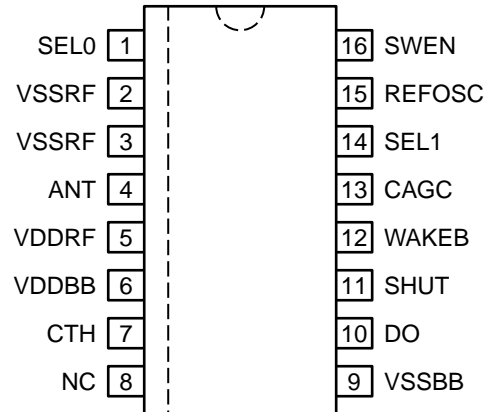 SEL0 1 16 SWEN
VSSRF 2 15 REFOSC
VSSRF 3 14 SEL1
ANT 4 13 CAGC
VDDRF 5 12 WAKEB
VDDBB 6 11 SHUT
CTH 7 10 DO
NC 8 9 VSSBB